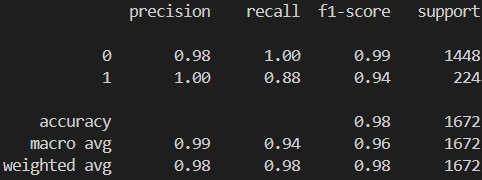 precision recall f1-score support
0 0.98 1.00 0.99 1448
1 1.00 0.88 0.94 224
accuracy 0.98 1672
macro avg 0.99 0.94 0.96 1672
weighted avg 0.98 0.98 0.98 1672